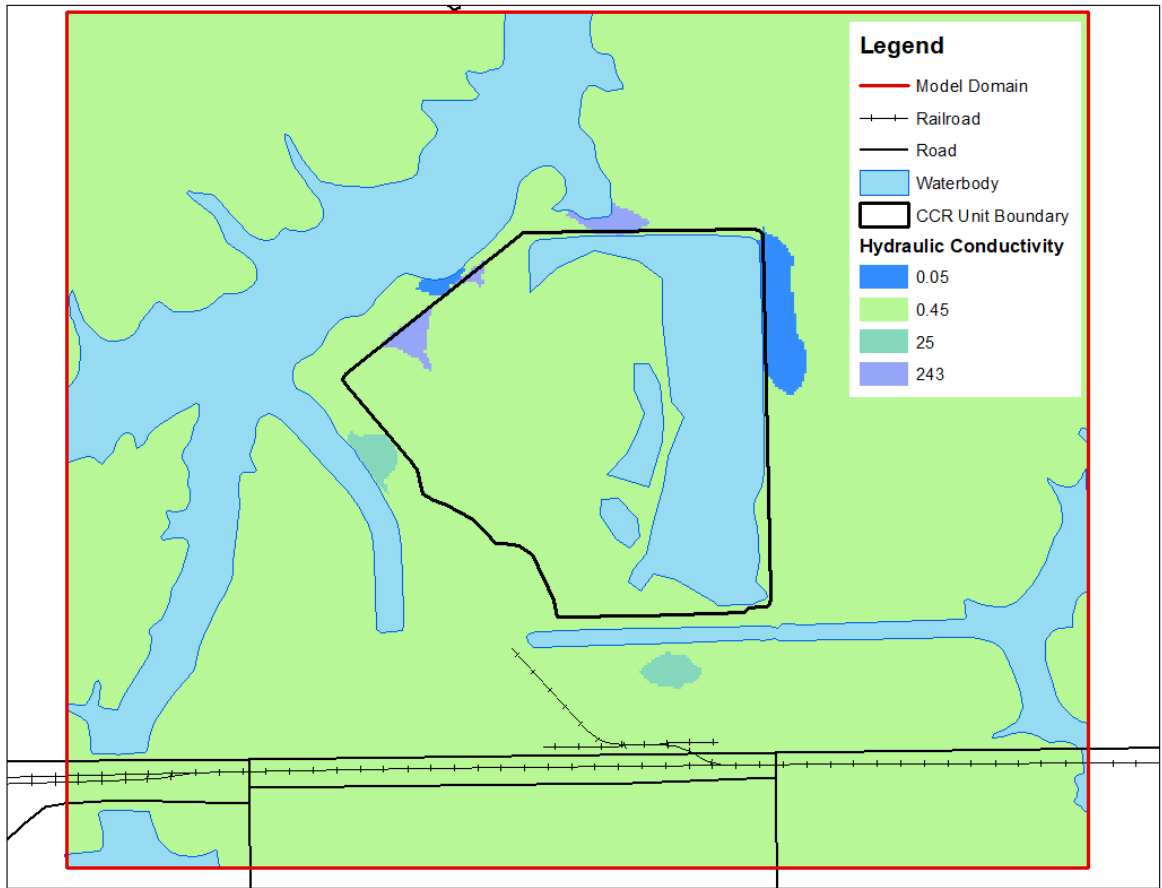 Legend
Model Domain
Railroad
Road
Waterbody
CCR Unit Boundary
Hydraulic Conductivity
0.05
0.45
25
243